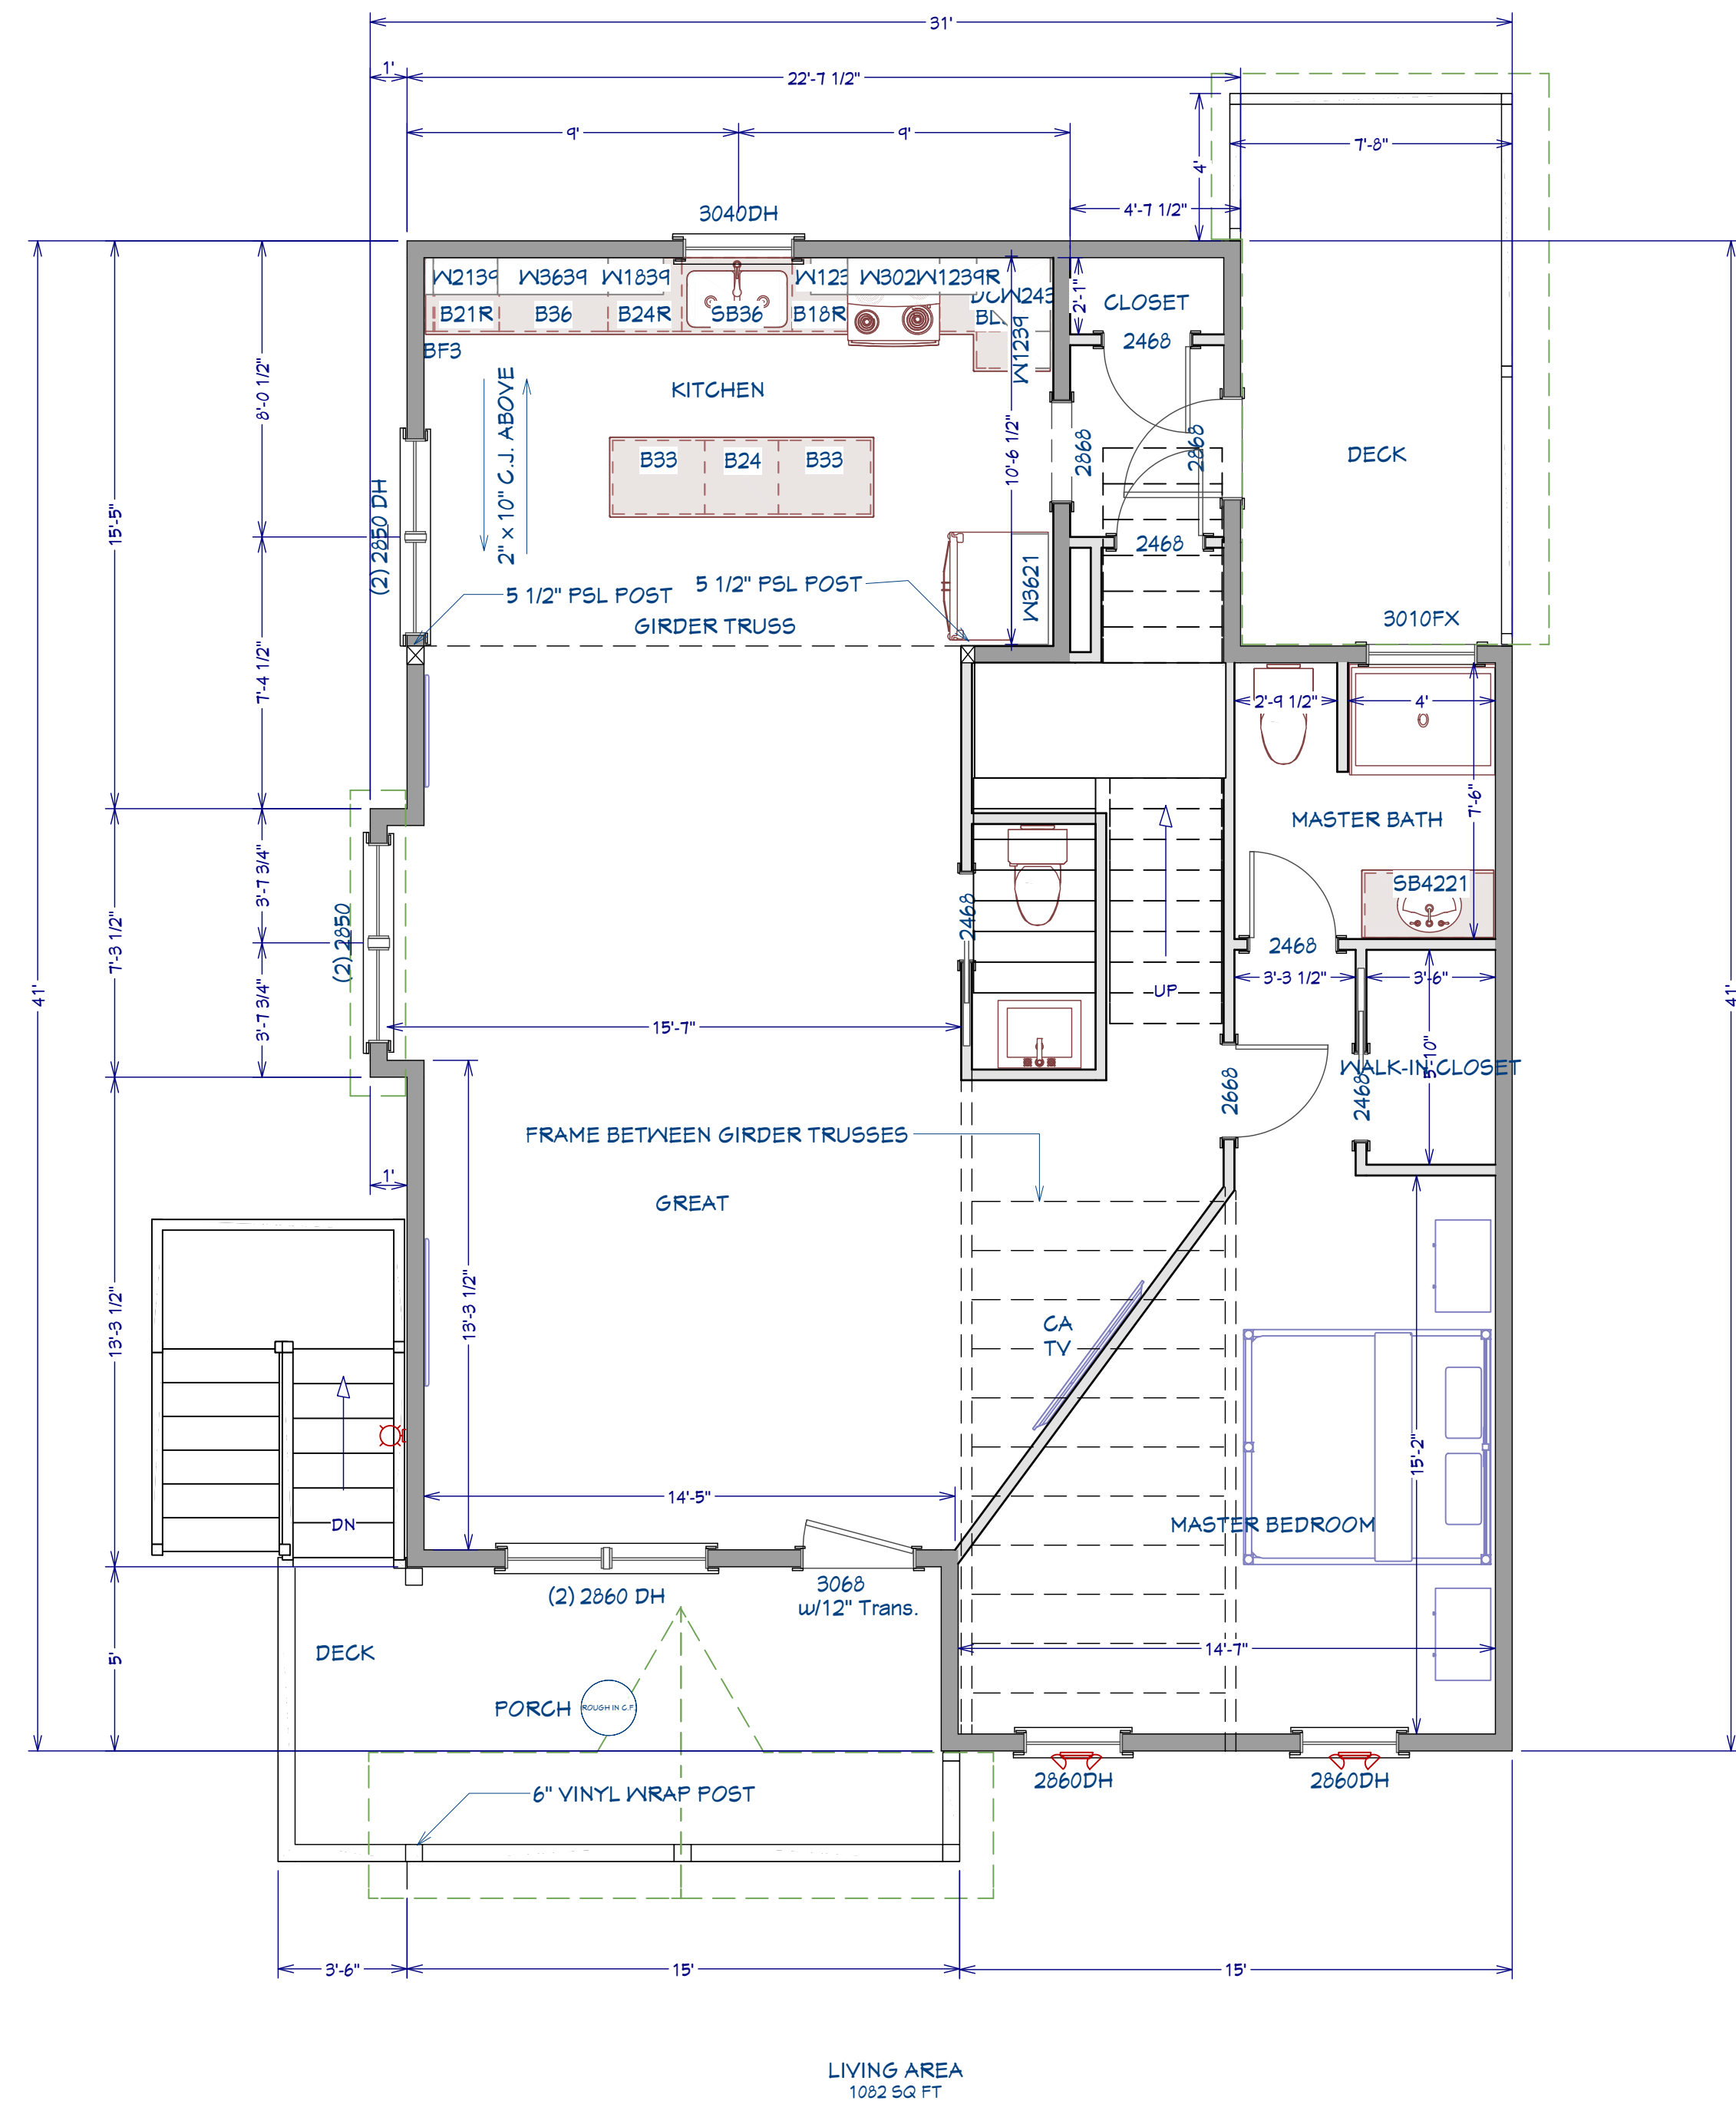 31'
1'
22'-7 1/2"
9'
9'
4'
7'-8"
4'-7 1/2"
3040DH
W2139
W3639
W1839
W123
W302
W1239R
DCW243
B21R
B36
B24R
SB36
B18R
BL
W1239
BF3
2'-1"
CLOSET
2468
KITCHEN
2" x 10" C.J. ABOVE
8'-0 1/2"
10'-6 1/2"
2868
2868
DECK
B33
B24
B33
(2) 2850 DH
15'-5"
2468
5 1/2" PSL POST
5 1/2" PSL POST
W3621
GIRDER TRUSS
3010FX
7'-4 1/2"
2'-9 1/2"
4'
7'-6"
MASTER BATH
3'-7 3/4"
SB4221
2468
(2) 2850
7'-3 1/2"
2468
3'-3 1/2"
3'-6"
41'
41'
UP
3'-7 3/4"
15'-7"
5'-10"
WALK-IN CLOSET
2668
2468
FRAME BETWEEN GIRDER TRUSSES
1'
GREAT
13'-3 1/2"
13'-3 1/2"
CA
TV
15'-2"
14'-5"
DN
MASTER BEDROOM
3068
w/12" Trans.
(2) 2860 DH
DECK
14'-7"
5'
PORCH
ROUGH IN C.F.
2860DH
2860DH
6" VINYL WRAP POST
3'-6"
15'
15'
LIVING AREA
1082 SQ FT